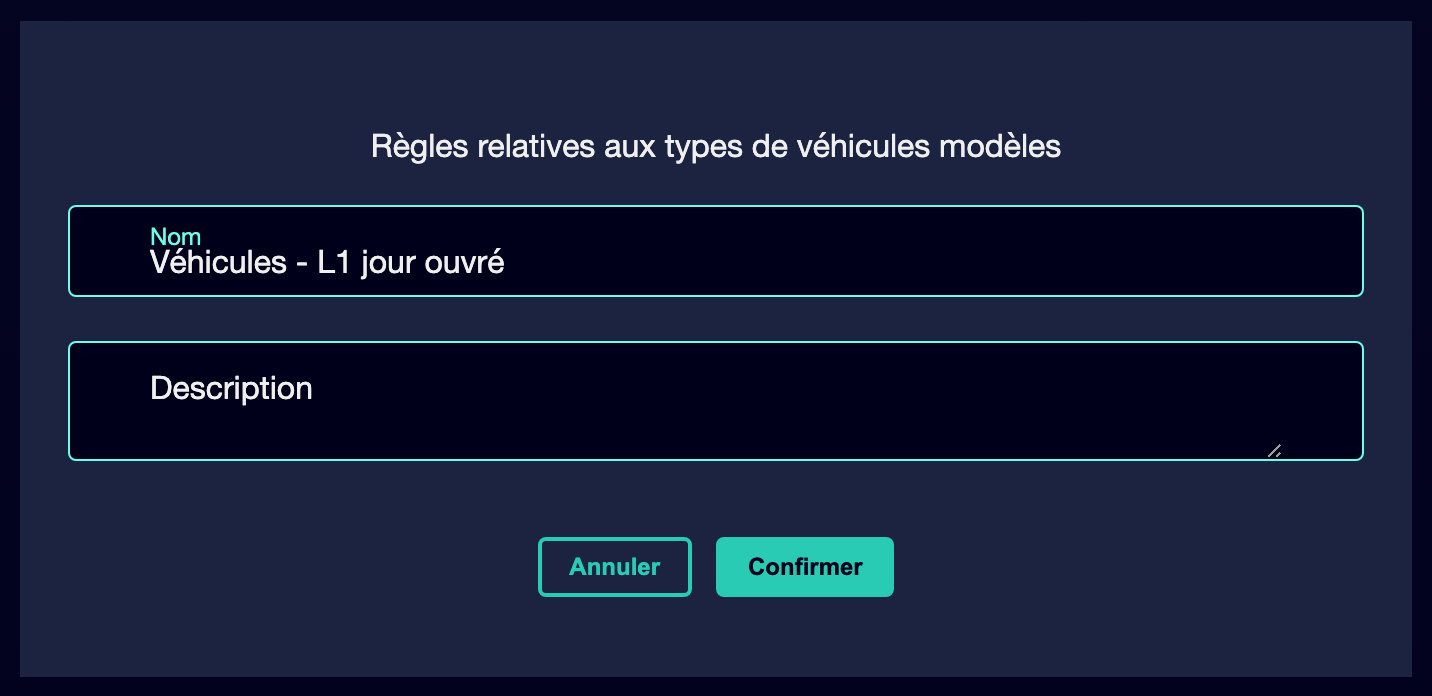 Règles relatives aux types de véhicules modèles
Nom
Véhicules - L1 jour ouvré
Description
Annuler
Confirmer